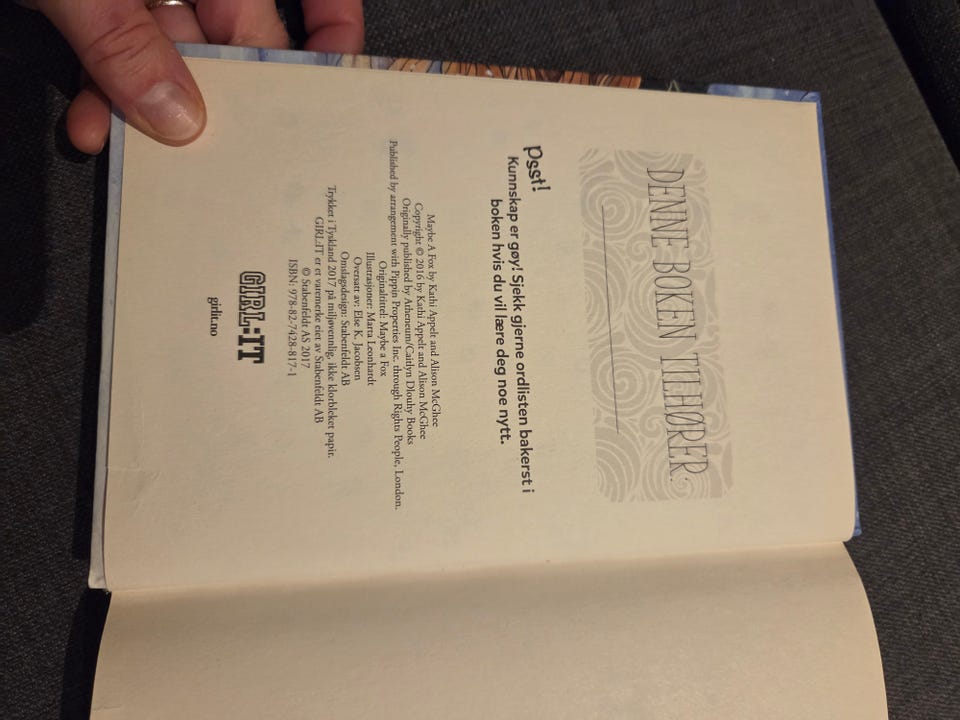 DENNE BOKEN TILHØRER:
Psst!
Kunnskap er gøy! Sjekk gjerne ordlisten bakerst i
boken hvis du vil lære deg noe nytt.
Maybe A Fox by Kathi Appelt and Alison McGhee
Copyright © 2016 by Kathi Appelt and Alison McGhee
Originally published by Atheneum/Caitlyn Dlouhy Books
Published by arrangement with Pippin Properties Inc. through Rights People, London.
Originaltittel: Maybe a Fox
Illustrasjoner: Marta Leonhardt
Oversatt av: Else K. Jacobsen
Omslagsdesign: Stabenfeldt AB
Trykket i Tyskland 2017 på miljøvennlig, ikke klorbleket papir.
GIRL:IT er et varemerke eiet av Stabenfeldt AB
© Stabenfeldt AS 2017
ISBN: 978-82-7428-817-1
GIRL:IT
girlit.no